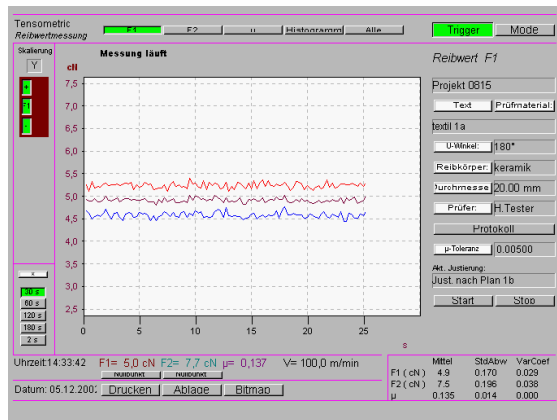 Tensometric
Reibwertmessung
F1 F2 u Histogramm Alle
Trigger Mode
Skalierung
Y
+
F1
-
Messung läuft
cN
7,5
7,0
6,5
6,0
5,5
5,0
4,5
4,0
3,5
3,0
2,5
0 5 10 15 20 25
s
x
30 s
60 s
120 s
180 s
2 s
Reibwert F1
Projekt 0815
Text Prüfmaterial:
textil 1a
U-Winkel: 180°
Reibkörper: keramik
Durchmesse 20.00 mm
Prüfer: H.Tester
Protokoll
µ-Toleranz 0.00500
Akt. Justierung:
Just. nach Plan 1b
Start Stop
Uhrzeit:14:33:42 F1= 5,0 cN F2= 7,7 cN µ= 0,137 V= 100,0 m/min
Nullpunkt Nullpunkt
Datum: 05.12.200 Drucken Ablage Bitmap
Mittel StdAbw VarCoef
F1 ( cN ) 4.9 0.170 0.029
F2 ( cN ) 7.5 0.196 0.038
µ 0.135 0.014 0.000